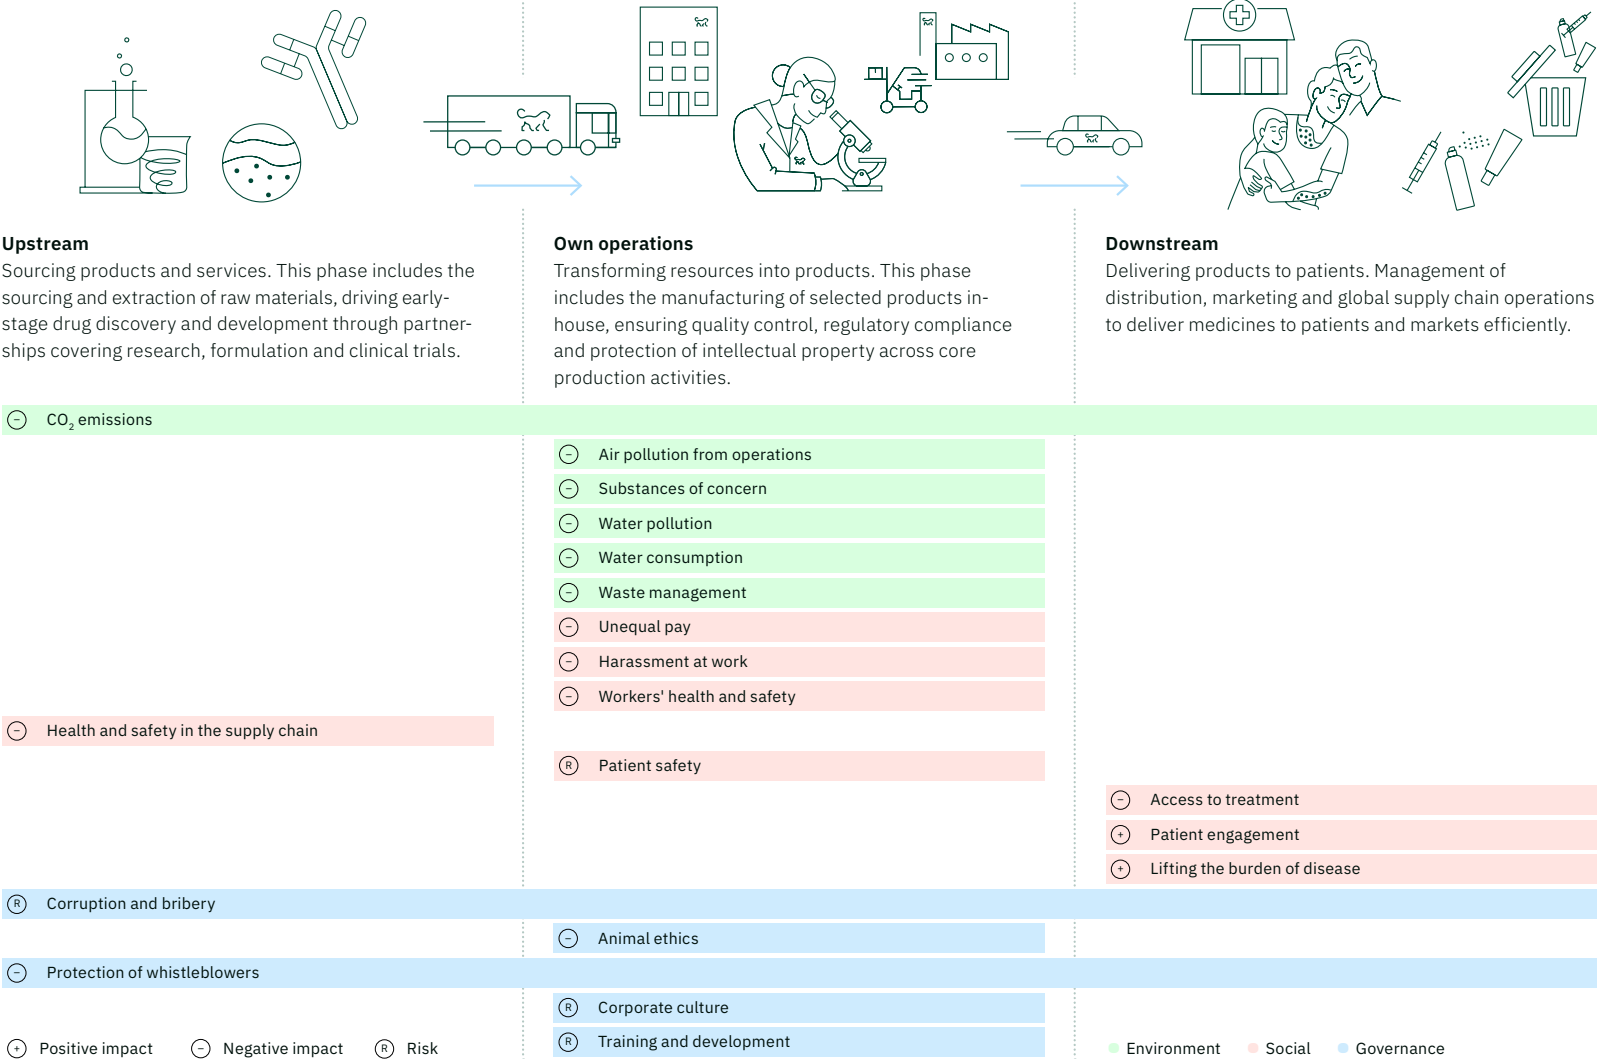 Upstream
Sourcing products and services. This phase includes the
sourcing and extraction of raw materials, driving early-
stage drug discovery and development through partner-
ships covering research, formulation and clinical trials.
Own operations
Transforming resources into products. This phase
includes the manufacturing of selected products in-
house, ensuring quality control, regulatory compliance
and protection of intellectual property across core
production activities.
Downstream
Delivering products to patients. Management of
distribution, marketing and global supply chain operations
to deliver medicines to patients and markets efficiently.
− CO₂ emissions
− Air pollution from operations
− Substances of concern
− Water pollution
− Water consumption
− Waste management
− Unequal pay
− Harassment at work
− Workers' health and safety
− Health and safety in the supply chain
R Patient safety
− Access to treatment
+ Patient engagement
+ Lifting the burden of disease
R Corruption and bribery
− Animal ethics
− Protection of whistleblowers
R Corporate culture
R Training and development
+ Positive impact − Negative impact R Risk
Environment Social Governance